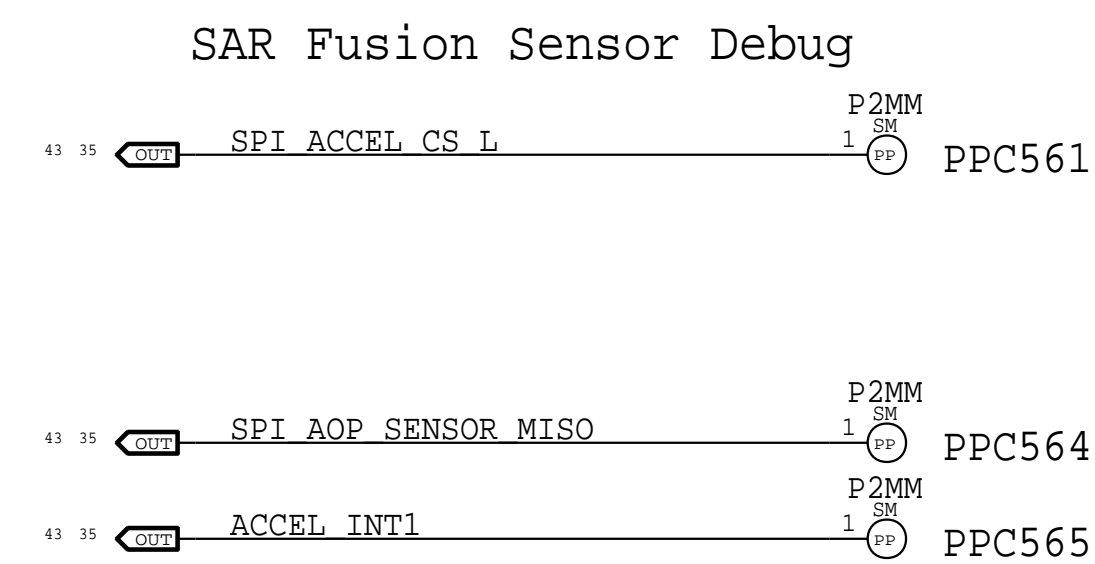 SAR Fusion Sensor Debug
P2MM
SM
43 35 OUT SPI_ACCEL_CS_L 1 PP PPC561
P2MM
SM
43 35 OUT SPI_AOP_SENSOR_MISO 1 PP PPC564
P2MM
SM
43 35 OUT ACCEL_INT1 1 PP PPC565